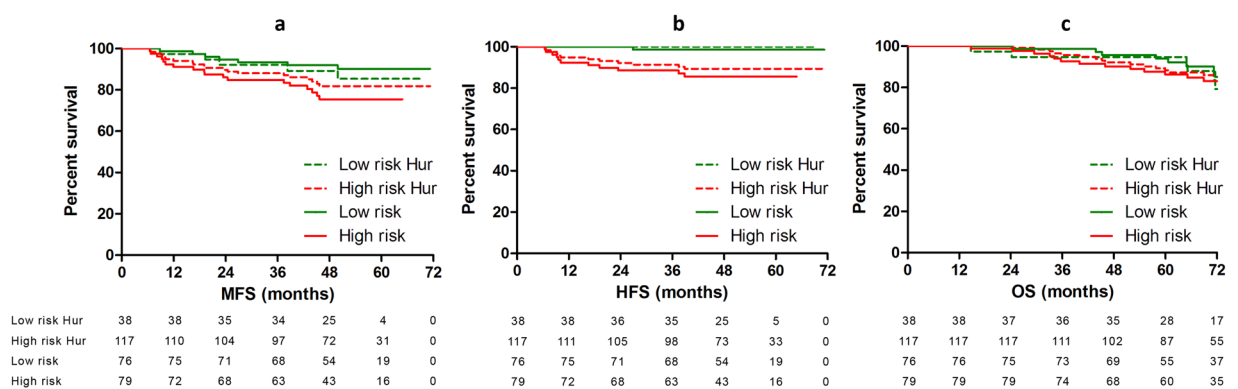 a
Percent survival
100
80
60
40
20
0
Low risk Hur
High risk Hur
Low risk
High risk
0 12 24 36 48 60 72
MFS (months)
b
Percent survival
100
80
60
40
20
0
Low risk Hur
High risk Hur
Low risk
High risk
0 12 24 36 48 60 72
HFS (months)
c
Percent survival
100
80
60
40
20
0
Low risk Hur
High risk Hur
Low risk
High risk
0 12 24 36 48 60 72
OS (months)
Low risk Hur 38 38 35 34 25 4 0 38 38 36 35 25 5 0 38 38 37 36 35 28 17
High risk Hur 117 110 104 97 72 31 0 117 111 105 98 73 33 0 117 117 117 111 102 87 55
Low risk 76 75 71 68 54 19 0 76 75 71 68 54 19 0 76 76 75 73 69 55 37
High risk 79 72 68 63 43 16 0 79 72 68 63 43 16 0 79 79 79 74 68 60 35